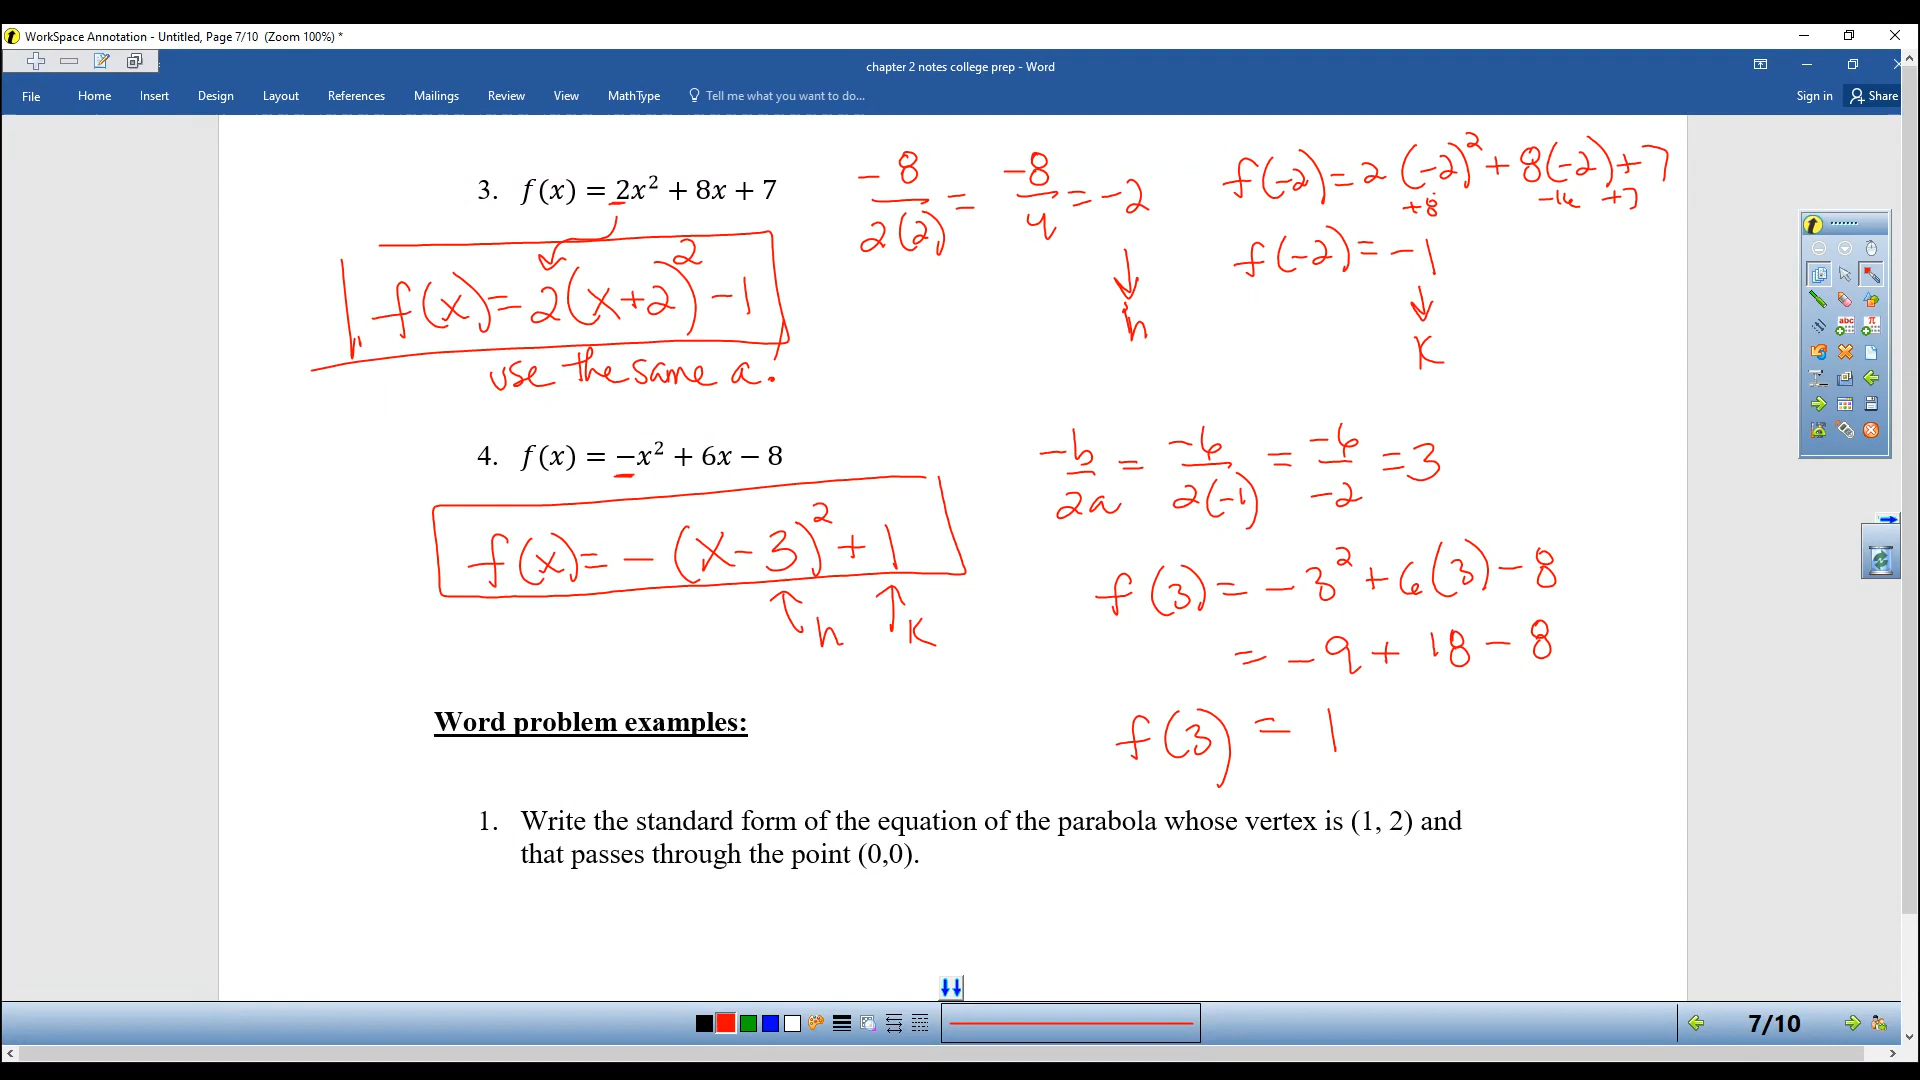 WorkSpace Annotation - Untitled, Page 7/10 (Zoom 100%) *
chapter 2 notes college prep - Word
File Home Insert Design Layout References Mailings Review View MathType Tell me what you want to do... Sign in Share
3. f(x) = 2x² + 8x + 7
-8/2(2) = -8/4 = -2
f(-2) = 2(-2)² + 8(-2) + 7
+8 -16 +7
f(-2) = -1
h
k
f(x) = 2(x+2)² - 1
use the same a.
4. f(x) = −x² + 6x − 8
-b/2a = -6/2(-1) = -6/-2 = 3
f(x) = -(x-3)² + 1
h k
f(3) = -3² + 6(3) - 8
= -9 + 18 - 8
f(3) = 1
Word problem examples:
1. Write the standard form of the equation of the parabola whose vertex is (1, 2) and
that passes through the point (0,0).
7/10